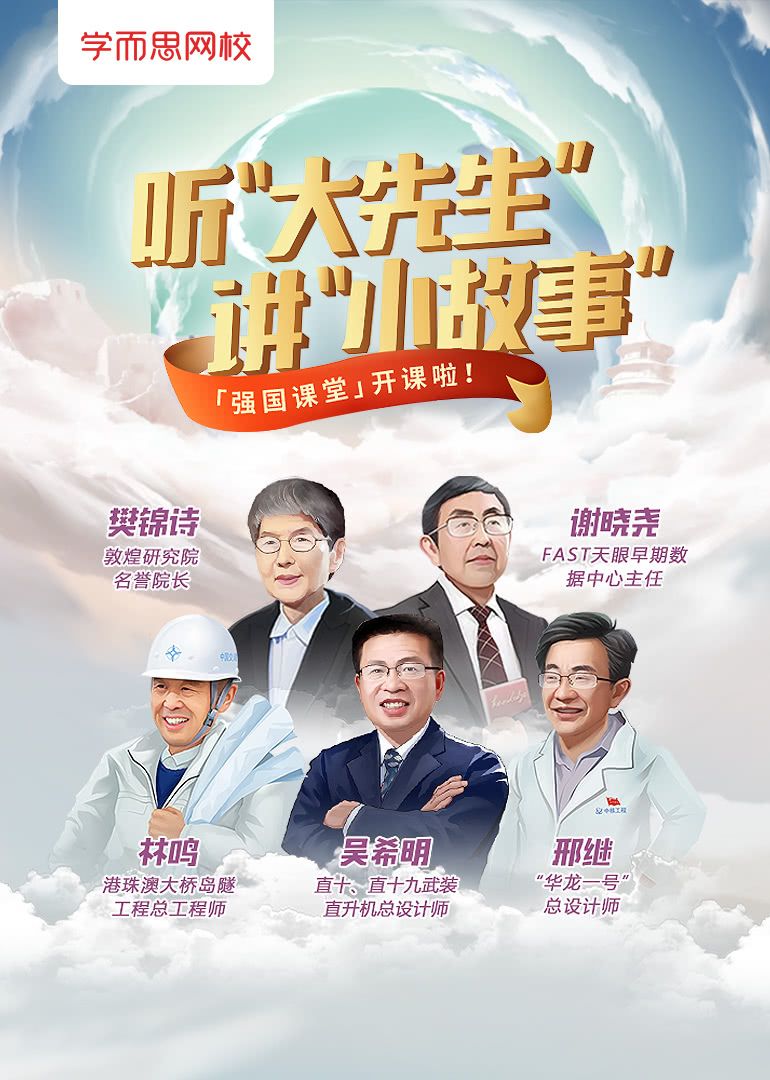 学而思网校
听“大先生”
讲“小故事”
「强国课堂」开课啦！
樊锦诗
敦煌研究院
名誉院长
谢晓尧
FAST天眼早期数
据中心主任
林鸣
港珠澳大桥岛隧
工程总工程师
吴希明
直十、直十九武装
直升机总设计师
邢继
“华龙一号”
总设计师
中核工程